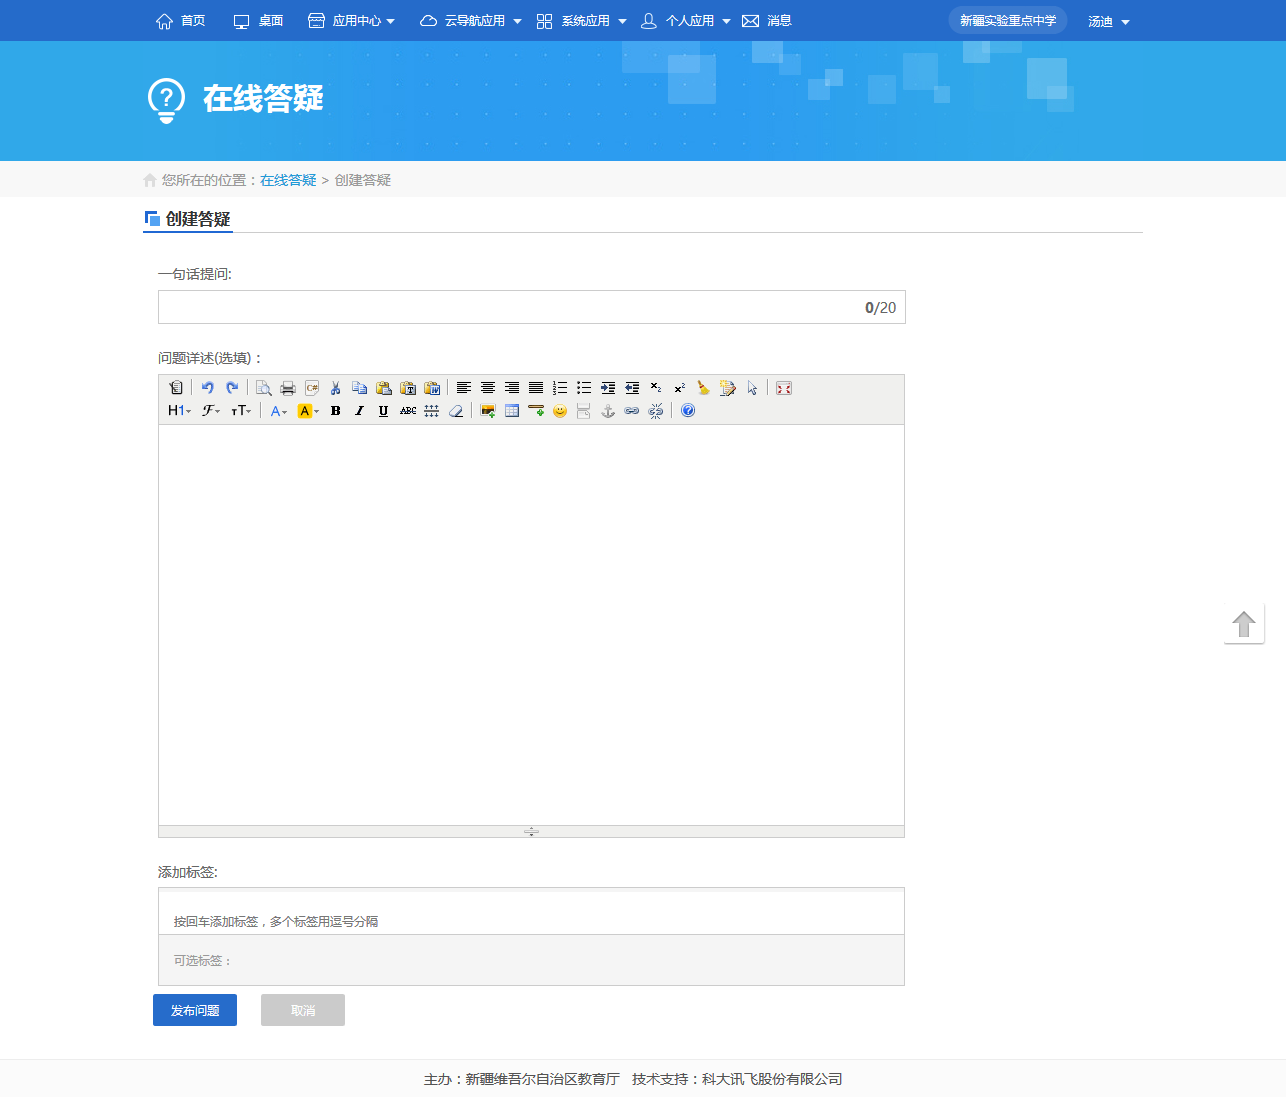 首页 桌面 应用中心 云导航应用 系统应用 个人应用 消息 新疆实验重点中学 汤迪
在线答疑
您所在的位置：在线答疑 > 创建答疑
创建答疑
一句话提问:
0/20
问题详述(选填)：
H1 F TT A A B I U ABC
添加标签:
按回车添加标签，多个标签用逗号分隔
可选标签：
发布问题 取消
主办：新疆维吾尔自治区教育厅 技术支持：科大讯飞股份有限公司